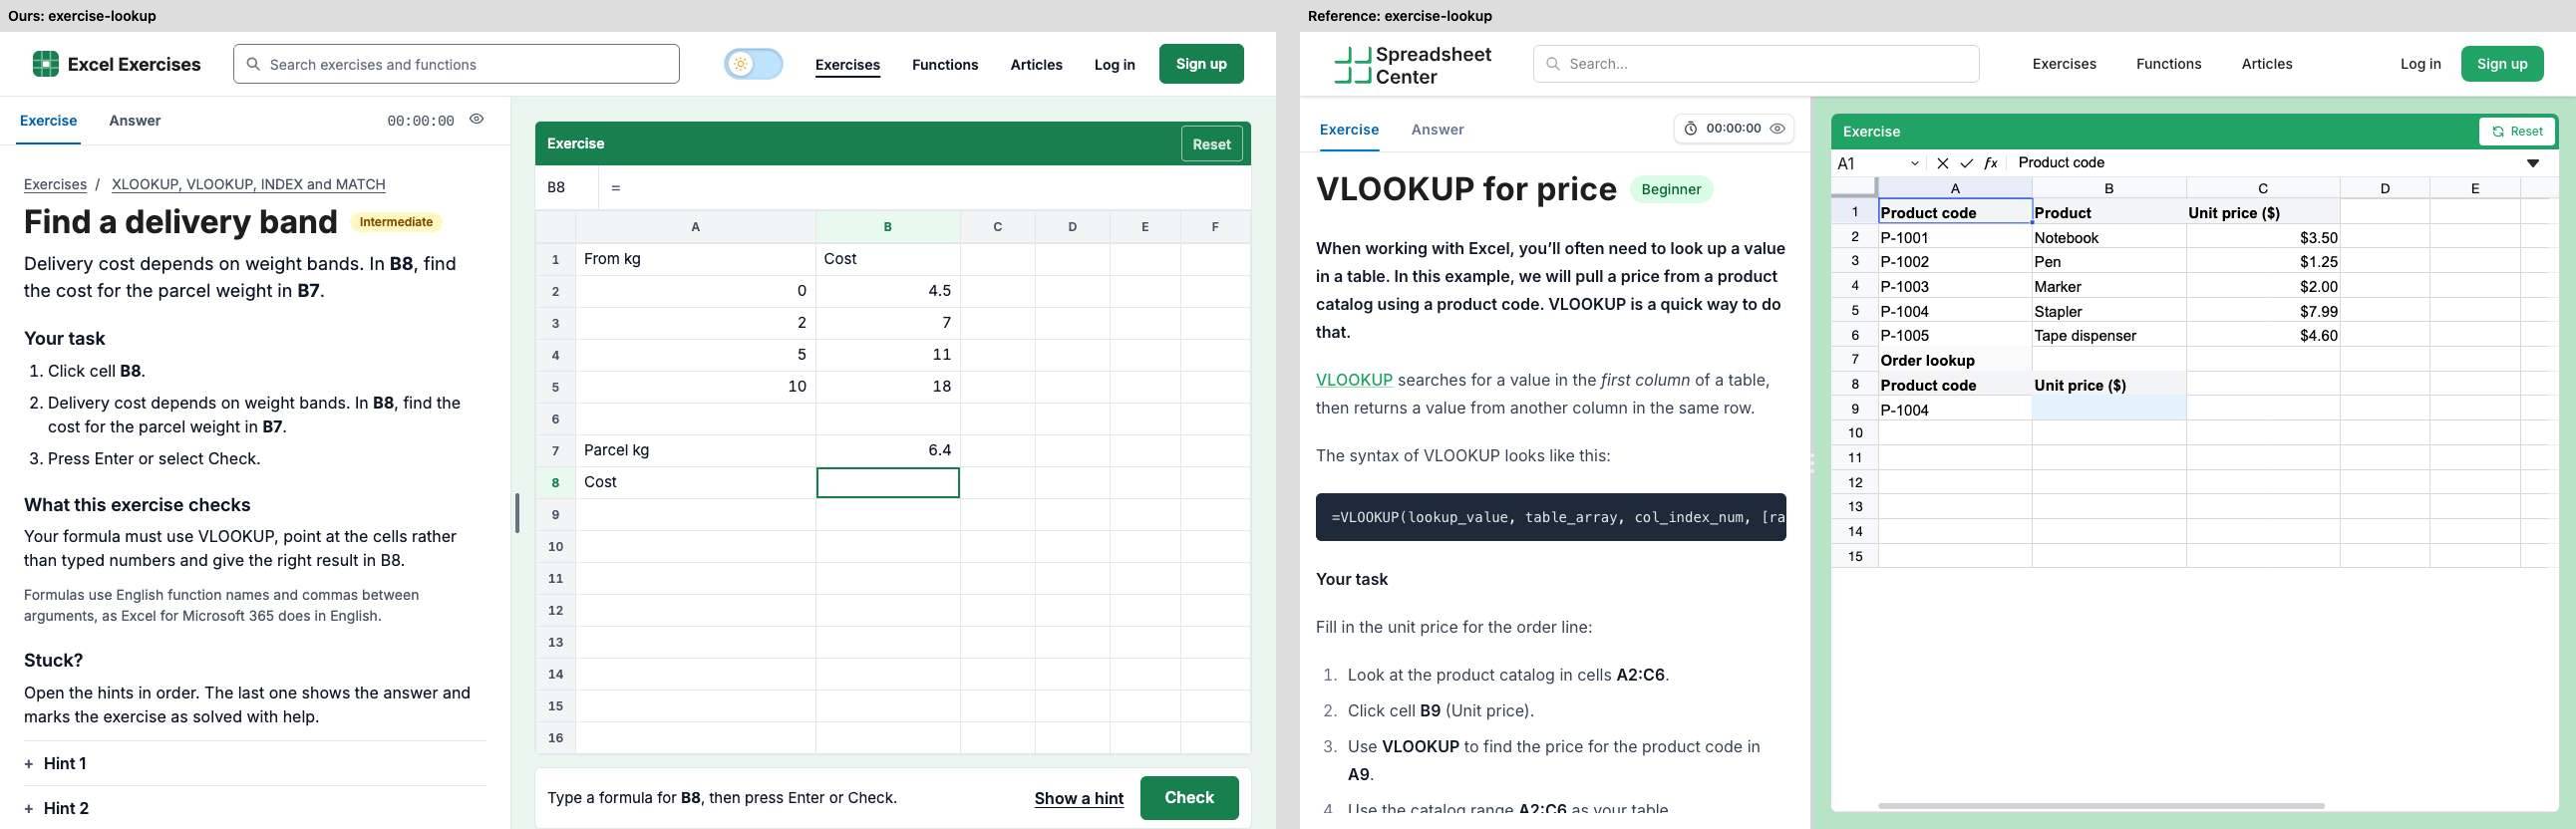 Ours: exercise-lookup
Excel Exercises
Search exercises and functions
Exercises
Functions
Articles
Log in
Sign up
Exercise
Answer
00:00:00
Exercises / XLOOKUP, VLOOKUP, INDEX and MATCH
Find a delivery band
Intermediate
Delivery cost depends on weight bands. In B8, find
the cost for the parcel weight in B7.
Your task
1. Click cell B8.
2. Delivery cost depends on weight bands. In B8, find the
cost for the parcel weight in B7.
3. Press Enter or select Check.
What this exercise checks
Your formula must use VLOOKUP, point at the cells rather
than typed numbers and give the right result in B8.
Formulas use English function names and commas between
arguments, as Excel for Microsoft 365 does in English.
Stuck?
Open the hints in order. The last one shows the answer and
marks the exercise as solved with help.
+ Hint 1
+ Hint 2
Exercise
Reset
B8 =
A B C D E F
1 From kg Cost
2 0 4.5
3 2 7
4 5 11
5 10 18
6
7 Parcel kg 6.4
8 Cost
9
10
11
12
13
14
15
16
Type a formula for B8, then press Enter or Check.
Show a hint
Check
Reference: exercise-lookup
Spreadsheet
Center
Search...
Exercises
Functions
Articles
Log in
Sign up
Exercise
Answer
00:00:00
VLOOKUP for price
Beginner
When working with Excel, you’ll often need to look up a value
in a table. In this example, we will pull a price from a product
catalog using a product code. VLOOKUP is a quick way to do
that.
VLOOKUP searches for a value in the first column of a table,
then returns a value from another column in the same row.
The syntax of VLOOKUP looks like this:
=VLOOKUP(lookup_value, table_array, col_index_num, [ra
Your task
Fill in the unit price for the order line:
1. Look at the product catalog in cells A2:C6.
2. Click cell B9 (Unit price).
3. Use VLOOKUP to find the price for the product code in
A9.
4. Use the catalog range A2:C6 as your table
Exercise
Reset
A1 fx Product code
A B C D E
1 Product code Product Unit price ($)
2 P-1001 Notebook $3.50
3 P-1002 Pen $1.25
4 P-1003 Marker $2.00
5 P-1004 Stapler $7.99
6 P-1005 Tape dispenser $4.60
7 Order lookup
8 Product code Unit price ($)
9 P-1004
10
11
12
13
14
15